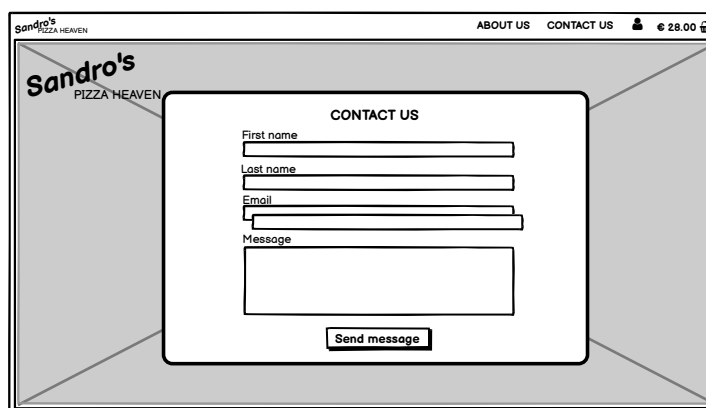 Sandro's
PIZZA HEAVEN
ABOUT US CONTACT US € 28.00
Sandro's
PIZZA HEAVEN
CONTACT US
First name
Last name
Email
Message
Send message